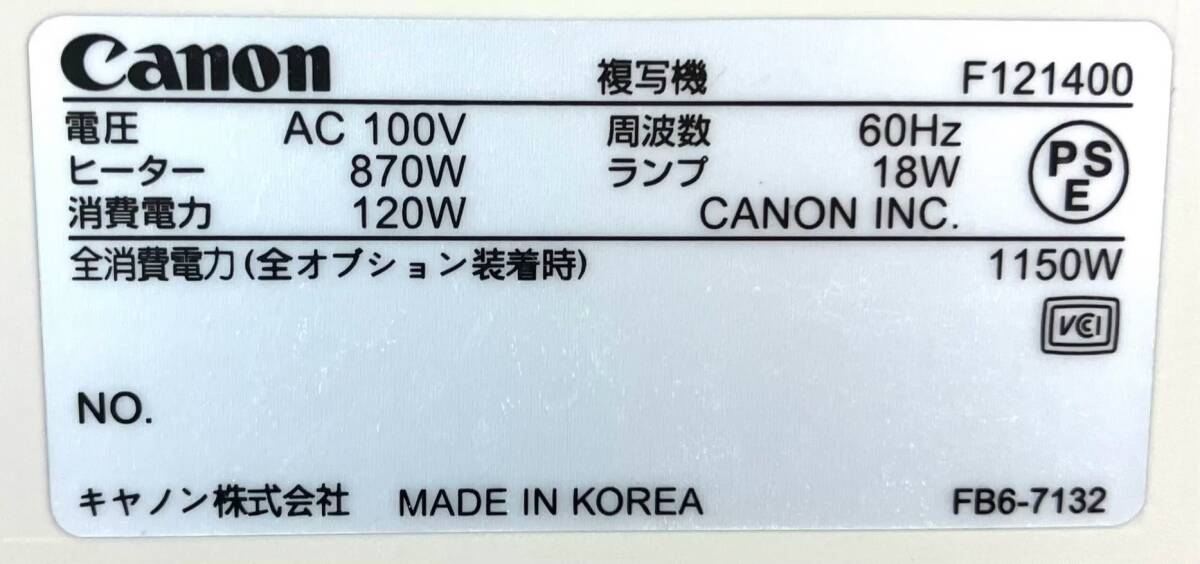 Canon 複写機 F121400
電圧 AC 100V 周波数 60Hz
ヒーター 870W ランプ 18W
消費電力 120W CANON INC.
PSE
全消費電力(全オプション装着時) 1150W
VCCI
NO.
キヤノン株式会社 MADE IN KOREA FB6-7132